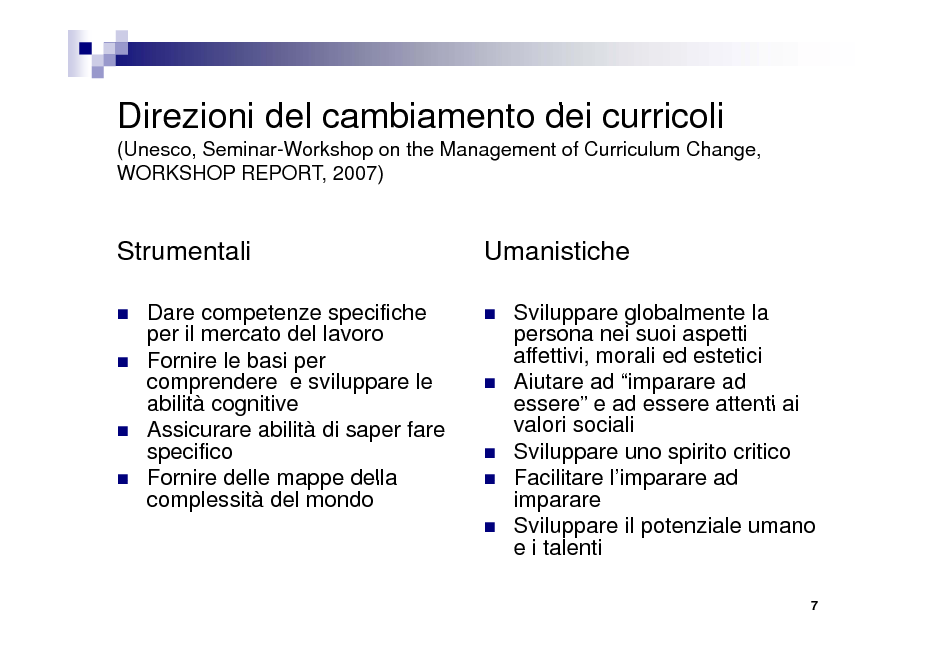 Direzioni del cambiamento dei curricoli
(Unesco, Seminar-Workshop on the Management of Curriculum Change,
WORKSHOP REPORT, 2007)
Strumentali
Dare competenze specifiche
per il mercato del lavoro
Fornire le basi per
comprendere e sviluppare le
abilità cognitive
Assicurare abilità di saper fare
specifico
Fornire delle mappe della
complessità del mondo
Umanistiche
Sviluppare globalmente la
persona nei suoi aspetti
affettivi, morali ed estetici
Aiutare ad “imparare ad
essere” e ad essere attenti ai
valori sociali
Sviluppare uno spirito critico
Facilitare l’imparare ad
imparare
Sviluppare il potenziale umano
e i talenti
7